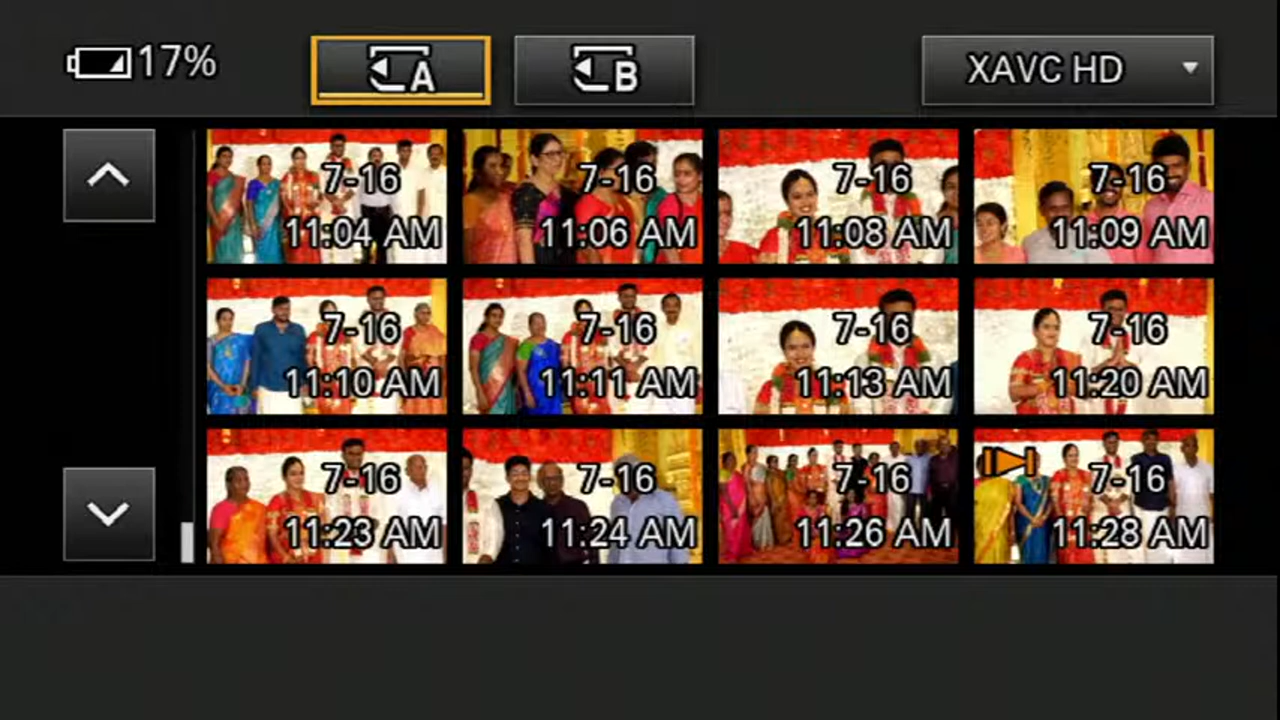 17%
A
B
XAVC HD
7-16
11:04 AM
7-16
11:06 AM
7-16
11:08 AM
7-16
11:09 AM
7-16
11:10 AM
7-16
11:11 AM
7-16
11:13 AM
7-16
11:20 AM
7-16
11:23 AM
7-16
11:24 AM
7-16
11:26 AM
7-16
11:28 AM